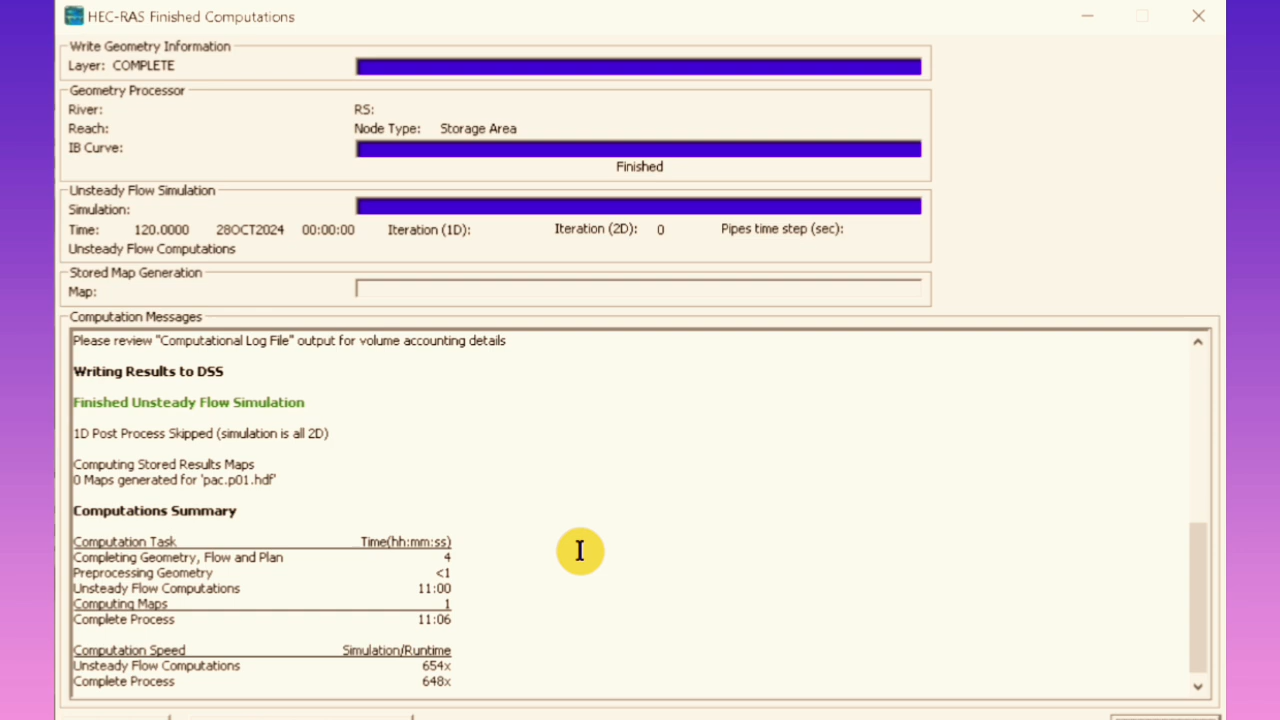 HEC-RAS Finished Computations
Write Geometry Information
Layer: COMPLETE
Geometry Processor
River: RS:
Reach: Node Type: Storage Area
IB Curve:
Finished
Unsteady Flow Simulation
Simulation:
Time: 120.0000 28OCT2024 00:00:00 Iteration (1D): Iteration (2D): 0 Pipes time step (sec):
Unsteady Flow Computations
Stored Map Generation
Map:
Computation Messages
Please review "Computational Log File" output for volume accounting details
Writing Results to DSS
Finished Unsteady Flow Simulation
1D Post Process Skipped (simulation is all 2D)
Computing Stored Results Maps
0 Maps generated for 'pac.p01.hdf'
Computations Summary
Computation Task Time(hh:mm:ss)
Completing Geometry, Flow and Plan 4
Preprocessing Geometry <1
Unsteady Flow Computations 11:00
Computing Maps 1
Complete Process 11:06
Computation Speed Simulation/Runtime
Unsteady Flow Computations 654x
Complete Process 648x